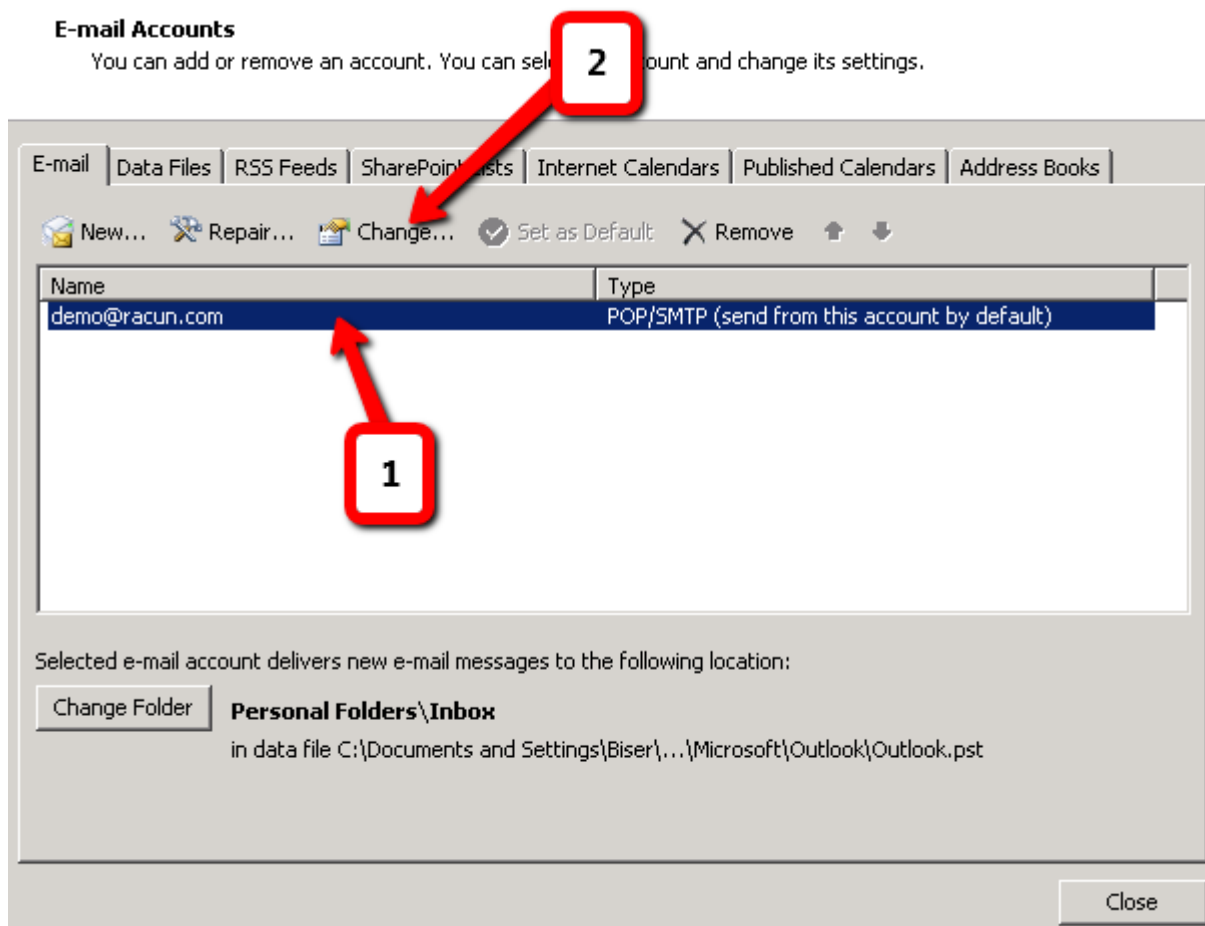 E-mail Accounts
You can add or remove an account. You can ount and change its settings.
2
E-mail Data Files RSS Feeds Internet Calendars Published Calendars Address Books
New... Repair... Change... Set as Default Remove
Name Type
demo@racun.com POP/SMTP (send from this account by default)
1
Selected e-mail account delivers new e-mail messages to the following location:
Change Folder Personal Folders\Inbox
in data file C:\Documents and Settings\Biser\...\Microsoft\Outlook\Outlook.pst
Close